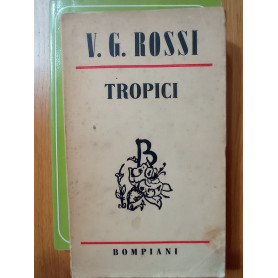 V. G. ROSSI
TROPICI
B
BOMPIANI